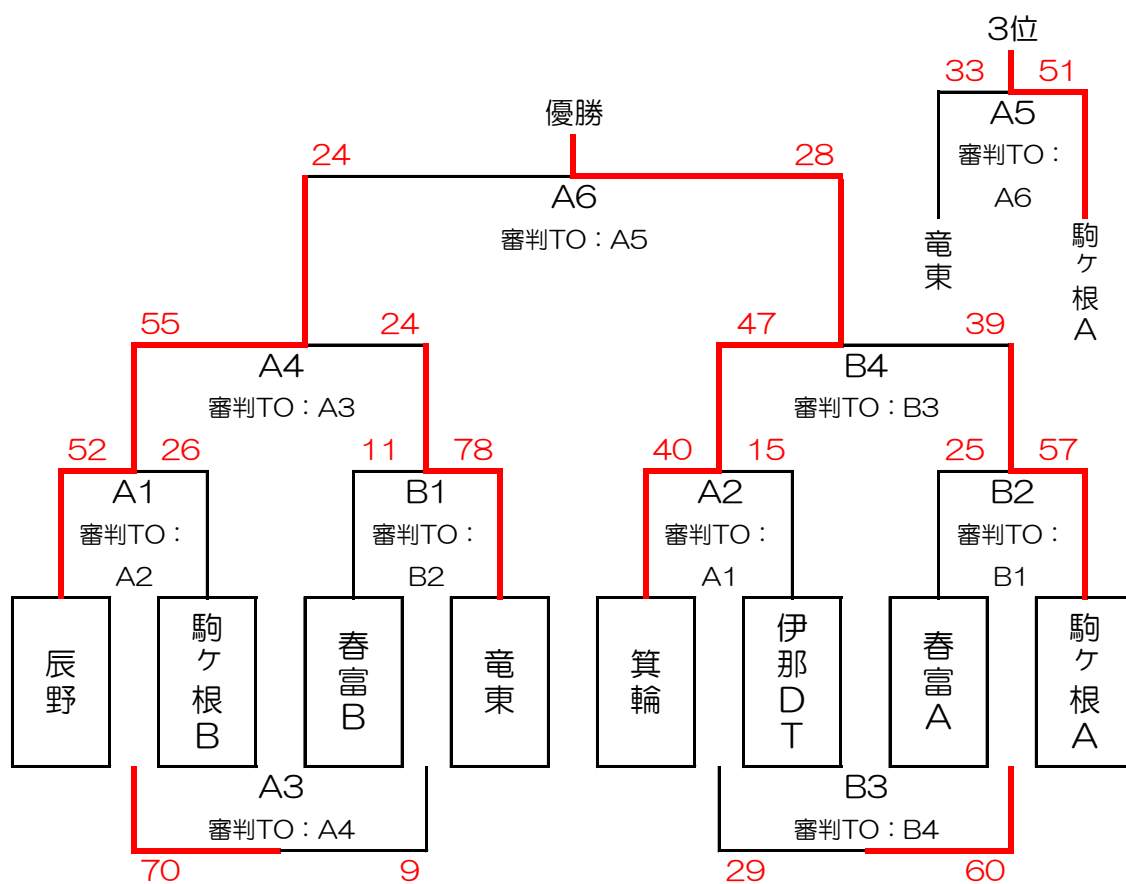 3位
33 51
A5
審判TO:
A6
竜東
駒ヶ根A
優勝
24 28
A6
審判TO:A5
55 24
A4
審判TO:A3
47 39
B4
審判TO:B3
52 26
A1
審判TO:
A2
11 78
B1
審判TO:
B2
40 15
A2
審判TO:
A1
25 57
B2
審判TO:
B1
辰野
駒ヶ根B
春富B
竜東
箕輪
伊那DT
春富A
駒ヶ根A
A3
審判TO:A4
70 9
B3
審判TO:B4
29 60